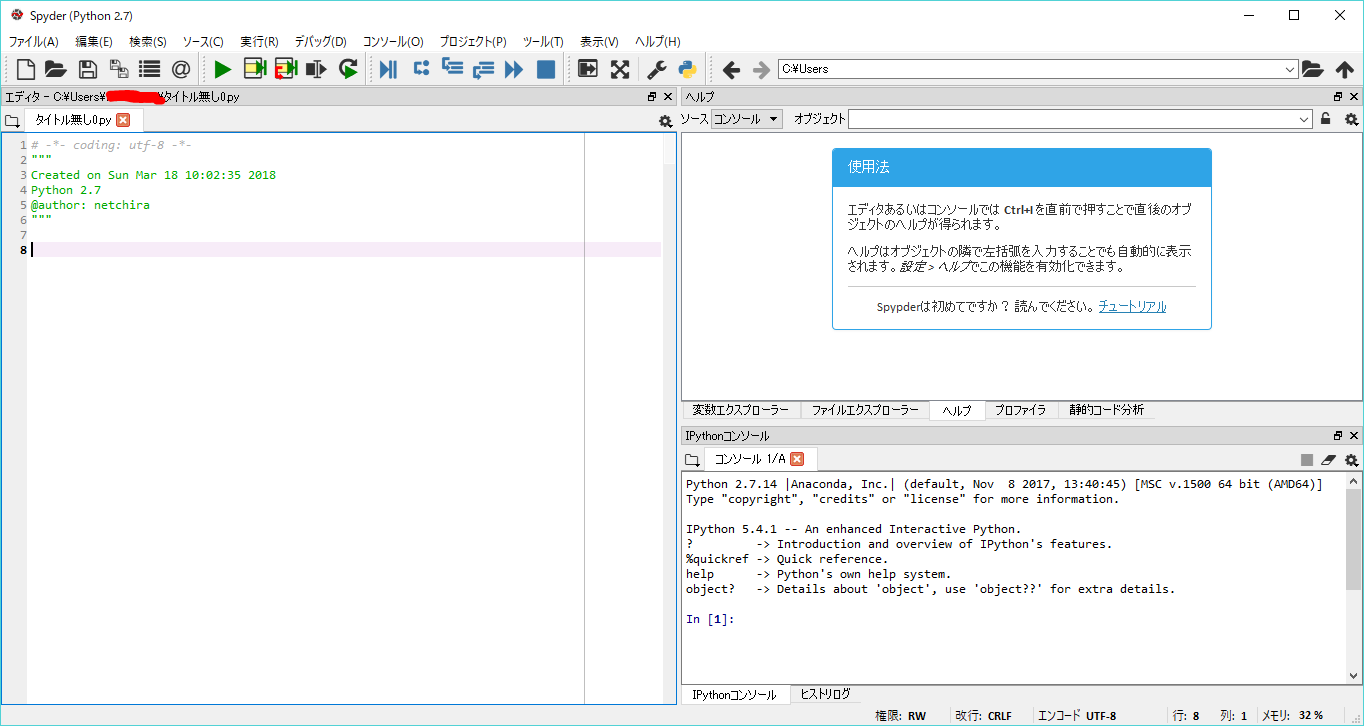 Spyder (Python 2.7)
ファイル(A) 編集(E) 検索(S) ソース(C) 実行(R) デバッグ(D) コンソール(O) プロジェクト(P) ツール(T) 表示(V) ヘルプ(H)
C:¥Users
エディタ - C:¥Users¥ ¥タイトル無し0.py
タイトル無し0.py
1 # -*- coding: utf-8 -*-
2 """
3 Created on Sun Mar 18 10:02:35 2018
4 Python 2.7
5 @author: netchira
6 """
7
8
ヘルプ
ソース コンソール オブジェクト
使用法
エディタあるいはコンソールでは Ctrl+Iを直前で押すことで直後のオブ
ジェクトのヘルプが得られます。
ヘルプはオブジェクトの隣で左括弧を入力することでも自動的に表示
されます。設定 > ヘルプでこの機能を有効化できます。
Spypderは初めてですか？ 読んでください。 チュートリアル
変数エクスプローラー ファイルエクスプローラー ヘルプ プロファイラ 静的コード分析
IPythonコンソール
コンソール 1/A
Python 2.7.14 |Anaconda, Inc.| (default, Nov  8 2017, 13:40:45) [MSC v.1500 64 bit (AMD64)]
Type "copyright", "credits" or "license" for more information.
IPython 5.4.1 -- An enhanced Interactive Python.
?         -> Introduction and overview of IPython's features.
%quickref -> Quick reference.
help      -> Python's own help system.
object?   -> Details about 'object', use 'object??' for extra details.
In [1]:
IPythonコンソール ヒストリログ
権限: RW 改行: CRLF エンコード UTF-8 行: 8 列: 1 メモリ: 32 %